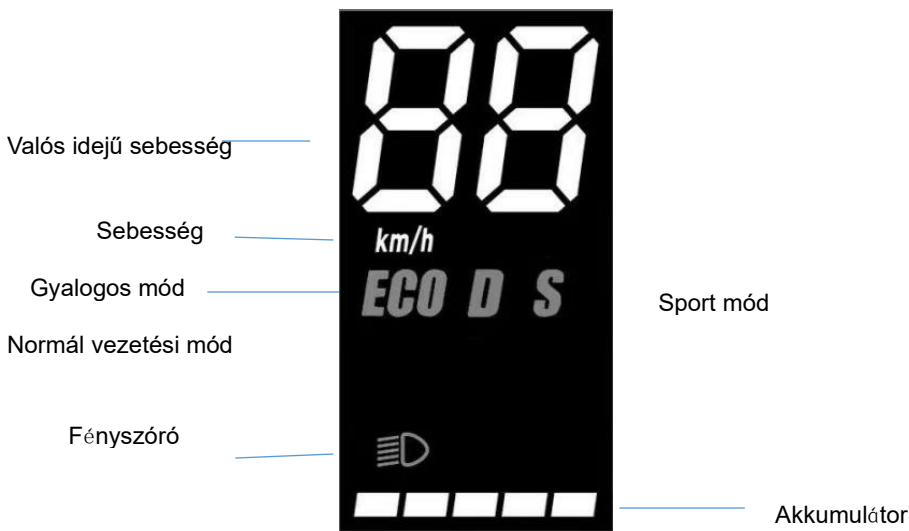 88
Valós idejű sebesség
Sebesség
km/h
Gyalogos mód
ECO D S
Sport mód
Normál vezetési mód
Fényszóró
Akkumulátor